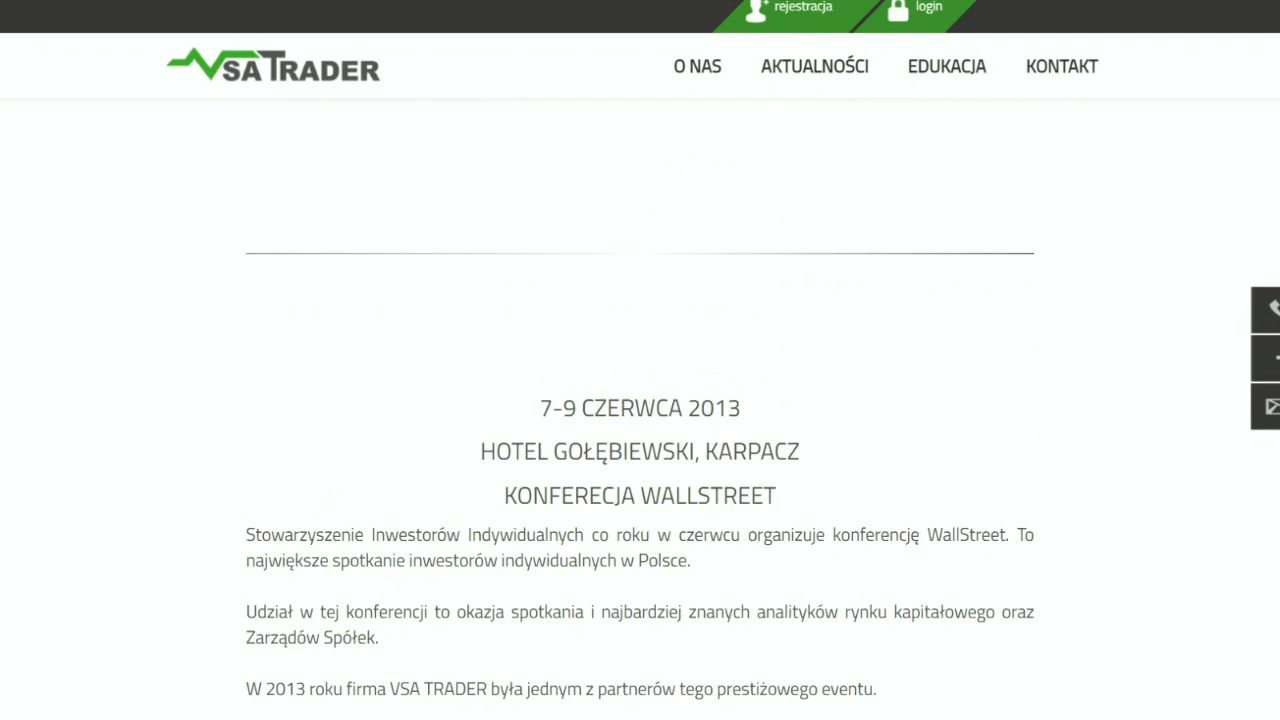 rejestracja login
VSA TRADER
O NAS AKTUALNOŚCI EDUKACJA KONTAKT
7-9 CZERWCA 2013
HOTEL GOŁĘBIEWSKI, KARPACZ
KONFERECJA WALLSTREET
Stowarzyszenie Inwestorów Indywidualnych co roku w czerwcu organizuje konferencję WallStreet. To
największe spotkanie inwestorów indywidualnych w Polsce.
Udział w tej konferencji to okazja spotkania i najbardziej znanych analityków rynku kapitałowego oraz
Zarządów Spółek.
W 2013 roku firma VSA TRADER była jednym z partnerów tego prestiżowego eventu.